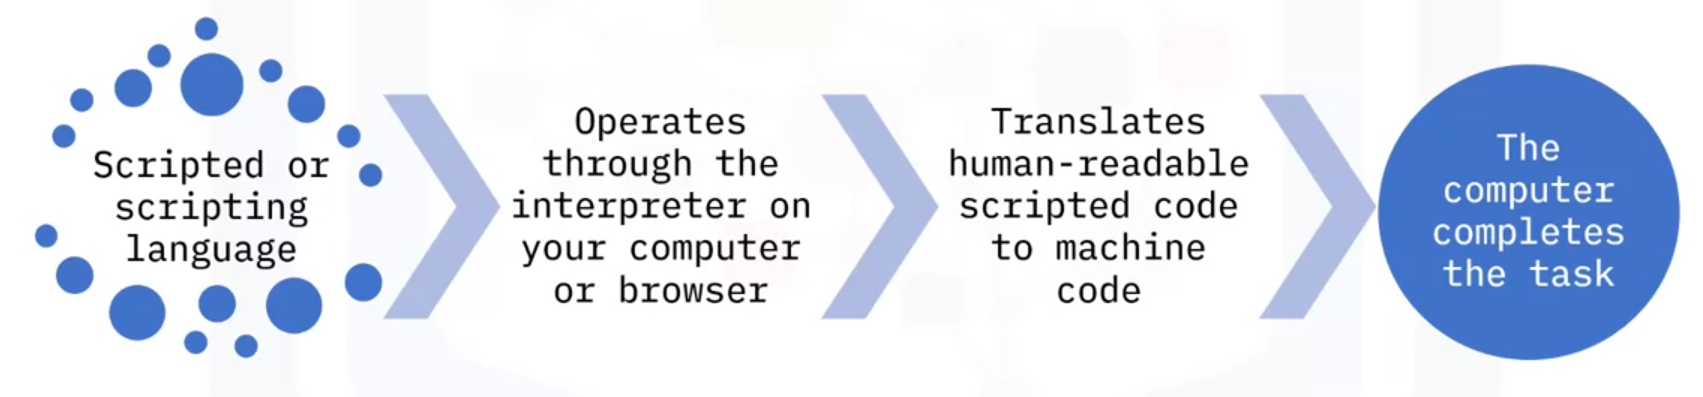 Scripted or
scripting
language
Operates
through the
interpreter on
your computer
or browser
Translates
human-readable
scripted code
to machine
code
The
computer
completes
the task